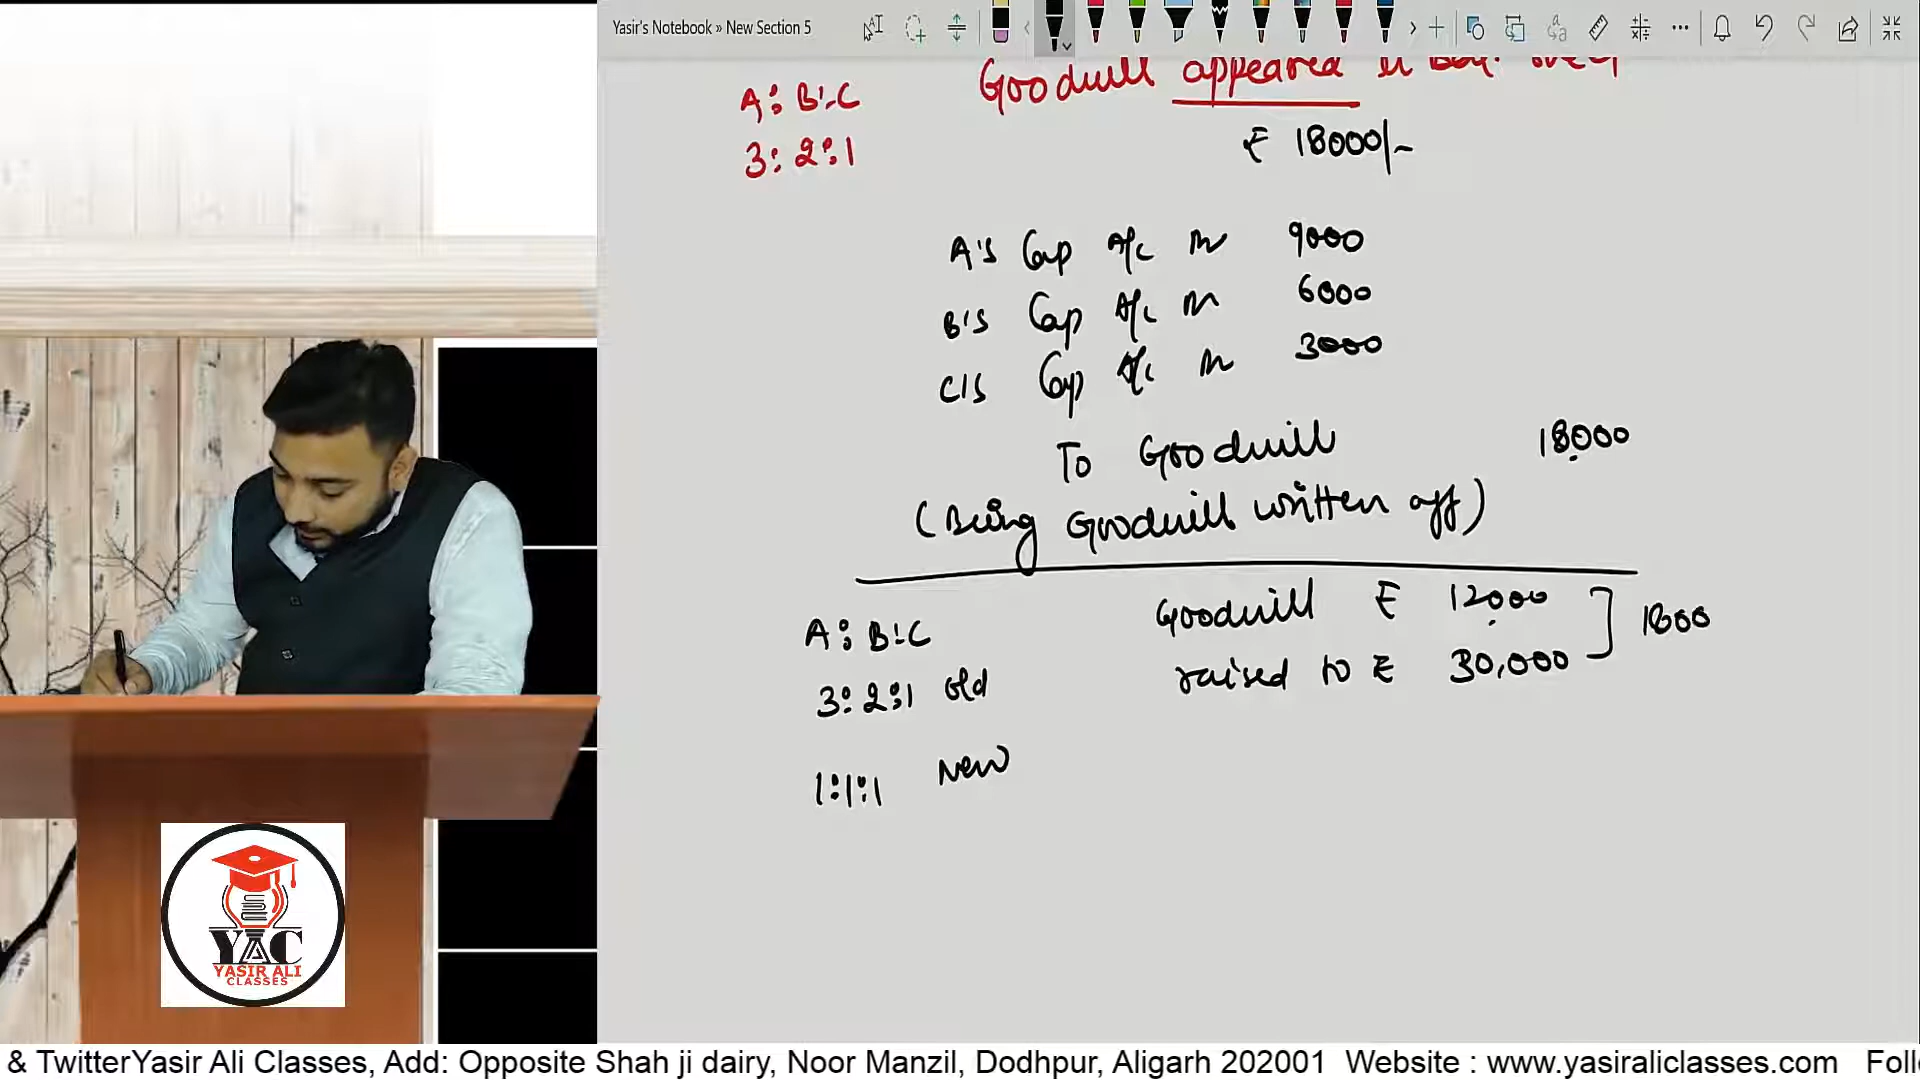 Yasir's Notebook » New Section 5
Goodwill appeared
A:B:C
3:2:1
₹ 18000/-
A's Cap A/c Dr 9000
B's Cap A/c Dr 6000
C's Cap A/c Dr 3000
To Goodwill 18000
(Being Goodwill written off)
A:B:C
3:2:1 old
1:1:1 New
Goodwill ₹ 12000
raised to ₹ 30,000
YAC
YASIR ALI
CLASSES
& TwitterYasir Ali Classes, Add: Opposite Shah ji dairy, Noor Manzil, Dodhpur, Aligarh 202001 Website : www.yasiraliclasses.com Foll